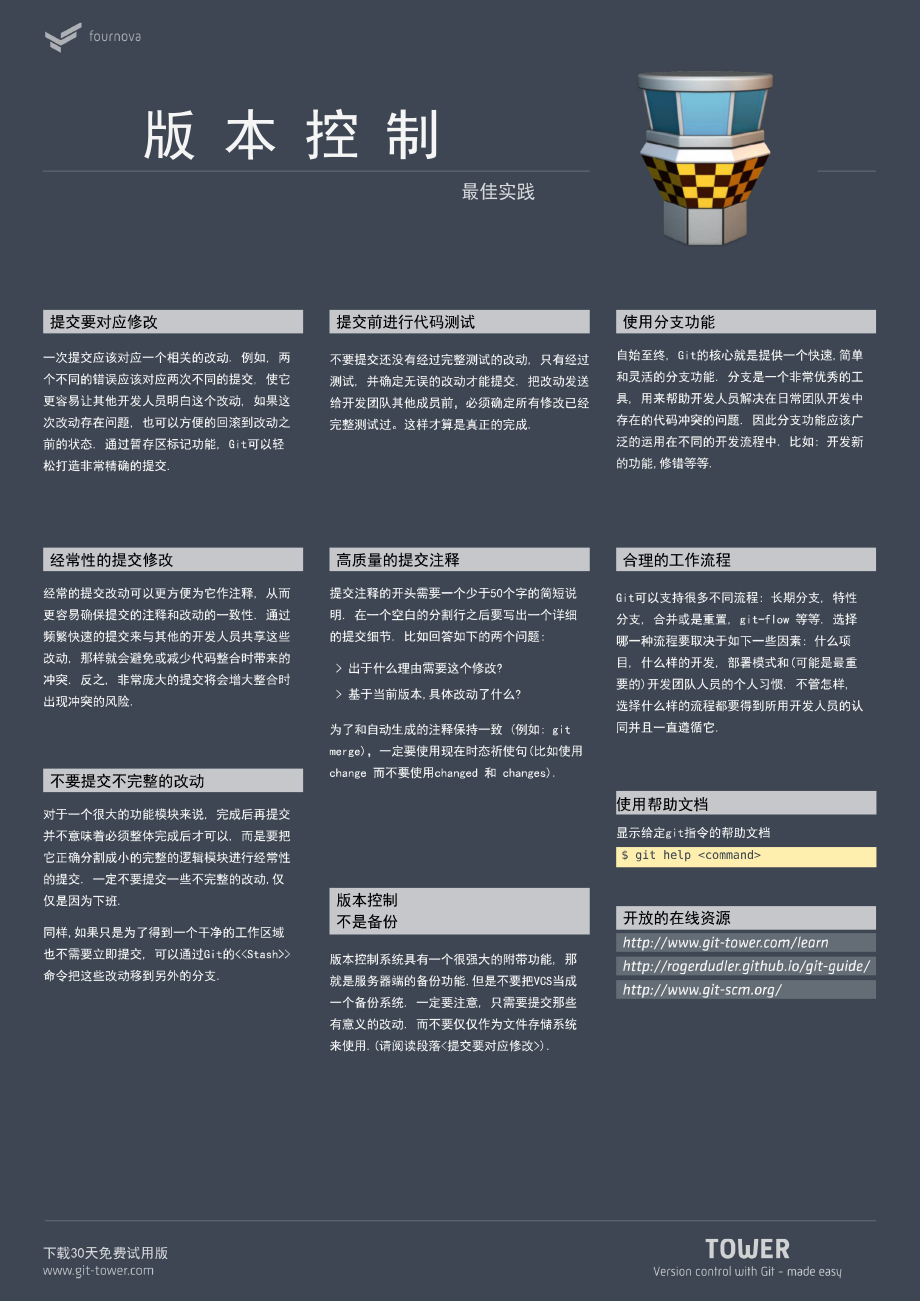 fournova
版本控制
最佳实践
提交要对应修改
一次提交应该对应一个相关的改动. 例如, 两
个不同的错误应该对应两次不同的提交. 使它
更容易让其他开发人员明白这个改动, 如果这
次改动存在问题, 也可以方便的回滚到改动之
前的状态. 通过暂存区标记功能, Git可以轻
松打造非常精确的提交.
经常性的提交修改
经常的提交改动可以更方便为它作注释, 从而
更容易确保提交的注释和改动的一致性. 通过
频繁快速的提交来与其他的开发人员共享这些
改动, 那样就会避免或减少代码整合时带来的
冲突. 反之, 非常庞大的提交将会增大整合时
出现冲突的风险.
不要提交不完整的改动
对于一个很大的功能模块来说, 完成后再提交
并不意味着必须整体完成后才可以, 而是要把
它正确分割成小的完整的逻辑模块进行经常性
的提交. 一定不要提交一些不完整的改动,仅
仅是因为下班.
同样,如果只是为了得到一个干净的工作区域
也不需要立即提交, 可以通过Git的<<Stash>>
命令把这些改动移到另外的分支.
提交前进行代码测试
不要提交还没有经过完整测试的改动, 只有经过
测试, 并确定无误的改动才能提交. 把改动发送
给开发团队其他成员前, 必须确定所有修改已经
完整测试过。这样才算是真正的完成.
高质量的提交注释
提交注释的开头需要一个少于50个字的简短说
明. 在一个空白的分割行之后要写出一个详细
的提交细节. 比如回答如下的两个问题:
> 出于什么理由需要这个修改?
> 基于当前版本,具体改动了什么?
为了和自动生成的注释保持一致 (例如: git
merge), 一定要使用现在时态祈使句(比如使用
change 而不要使用changed 和 changes).
版本控制
不是备份
版本控制系统具有一个很强大的附带功能, 那
就是服务器端的备份功能.但是不要把VCS当成
一个备份系统. 一定要注意, 只需要提交那些
有意义的改动, 而不要仅仅作为文件存储系统
来使用.(请阅读段落<提交要对应修改>).
使用分支功能
自始至终, Git的核心就是提供一个快速,简单
和灵活的分支功能. 分支是一个非常优秀的工
具, 用来帮助开发人员解决在日常团队开发中
存在的代码冲突的问题. 因此分支功能应该广
泛的运用在不同的开发流程中. 比如: 开发新
的功能,修错等等.
合理的工作流程
Git可以支持很多不同流程: 长期分支, 特性
分支, 合并或是重置, git-flow 等等. 选择
哪一种流程要取决于如下一些因素: 什么项
目, 什么样的开发, 部署模式和(可能是最重
要的)开发团队人员的个人习惯. 不管怎样,
选择什么样的流程都要得到所用开发人员的认
同并且一直遵循它.
使用帮助文档
显示给定git指令的帮助文档
$ git help <command>
开放的在线资源
http://www.git-tower.com/learn
http://rogerdudler.github.io/git-guide/
http://www.git-scm.org/
下载30天免费试用版
www.git-tower.com
TOWER
Version control with Git - made easy